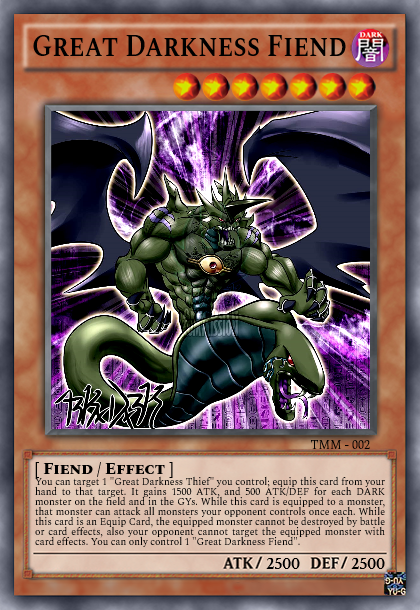 GREAT DARKNESS FIEND
DARK
闇
TMM - 002
[ FIEND / EFFECT ]
You can target 1 "Great Darkness Thief" you control; equip this card from your
hand to that target. It gains 1500 ATK, and 500 ATK/DEF for each DARK
monster on the field and in the GYs. While this card is equipped to a monster,
that monster can attack all monsters your opponent controls once each. While
this card is an Equip Card, the equipped monster cannot be destroyed by battle
or card effects, also your opponent cannot target the equipped monster with
card effects. You can only control 1 "Great Darkness Fiend".
ATK / 2500 DEF / 2500